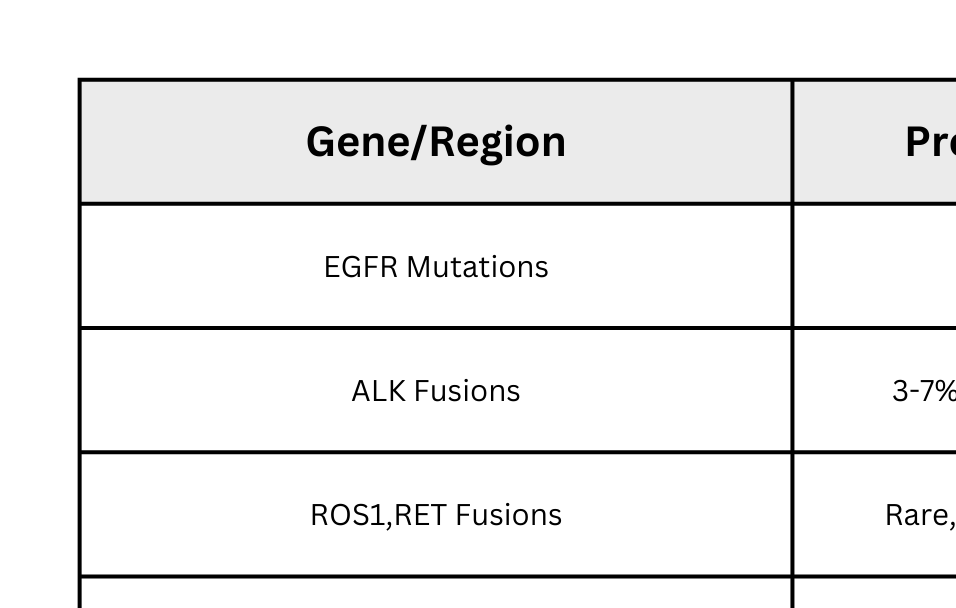 Gene/Region
EGFR Mutations
ALK Fusions 3-7%
ROS1,RET Fusions Rare,